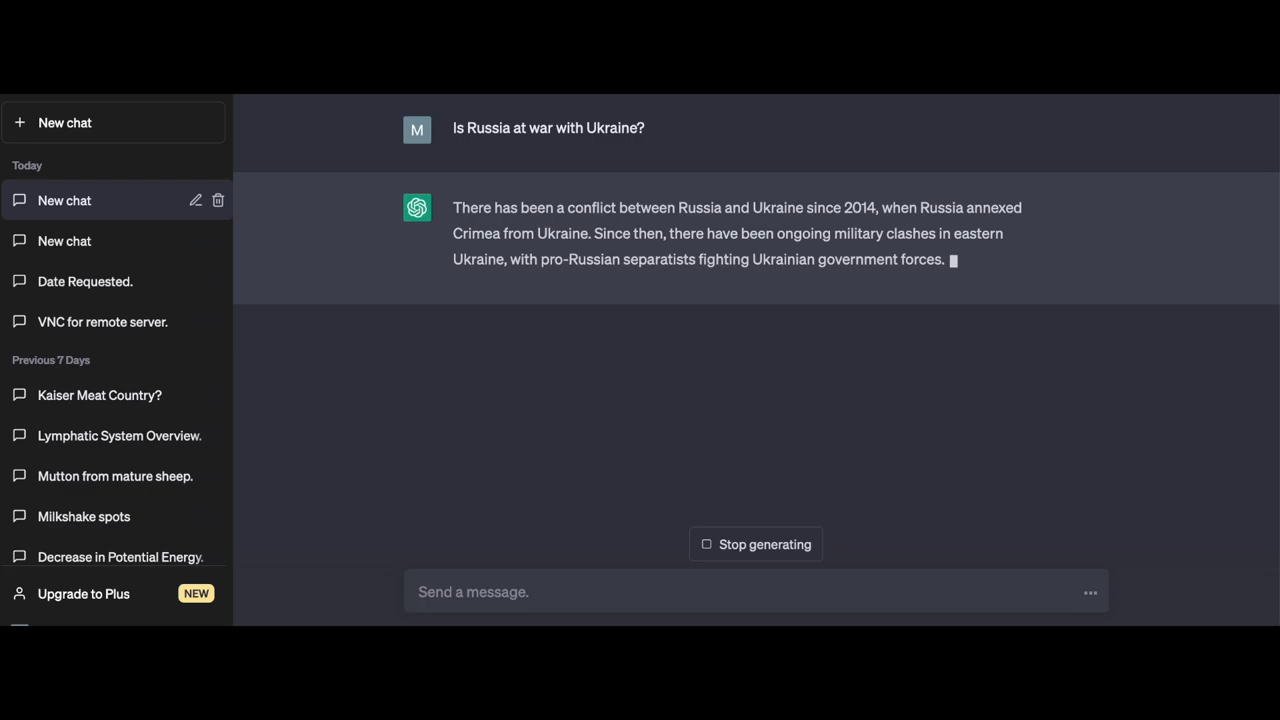 New chat
Today
New chat
New chat
Date Requested.
VNC for remote server.
Previous 7 Days
Kaiser Meat Country?
Lymphatic System Overview.
Mutton from mature sheep.
Milkshake spots
Decrease in Potential Energy.
Upgrade to Plus NEW
M Is Russia at war with Ukraine?
There has been a conflict between Russia and Ukraine since 2014, when Russia annexed
Crimea from Ukraine. Since then, there have been ongoing military clashes in eastern
Ukraine, with pro-Russian separatists fighting Ukrainian government forces.
Stop generating
Send a message.